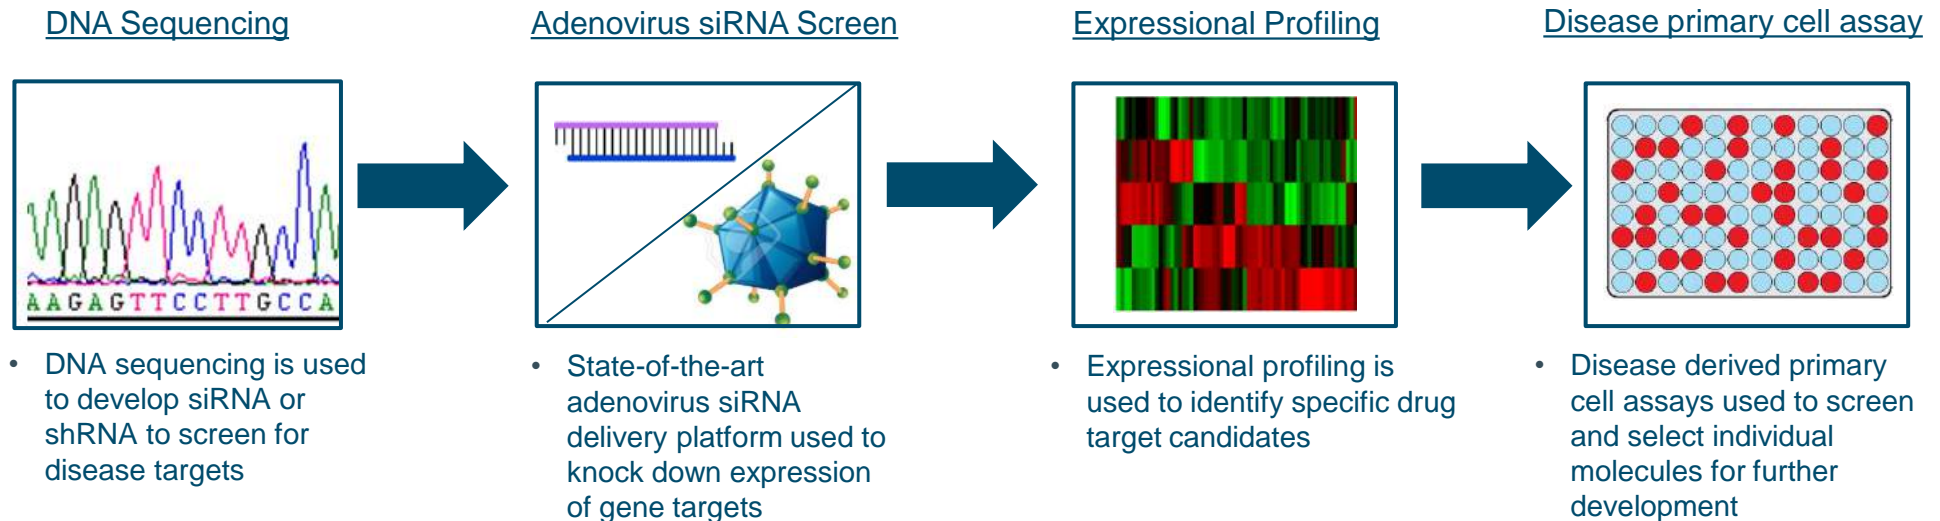 DNA Sequencing
Adenovirus siRNA Screen
Expressional Profiling
Disease primary cell assay
AAGAGTTCCTTGCCA
• DNA sequencing is used
to develop siRNA or
shRNA to screen for
disease targets
• State-of-the-art
adenovirus siRNA
delivery platform used to
knock down expression
of gene targets
• Expressional profiling is
used to identify specific drug
target candidates
• Disease derived primary
cell assays used to screen
and select individual
molecules for further
development